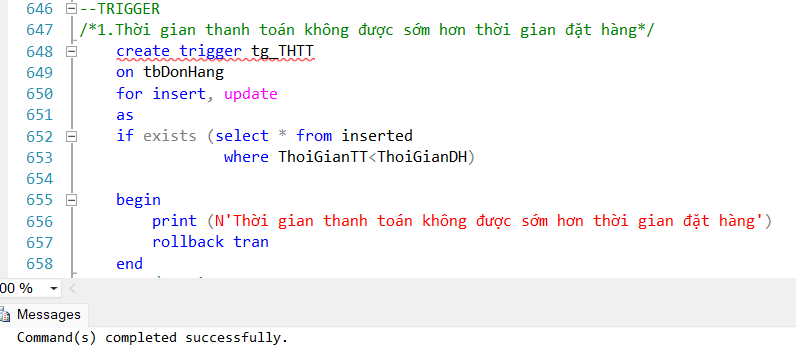 646 --TRIGGER
647 /*1.Thời gian thanh toán không được sớm hơn thời gian đặt hàng*/
648 create trigger tg_THTT
649 on tbDonHang
650 for insert, update
651 as
652 if exists (select * from inserted
653 where ThoiGianTT<ThoiGianDH)
654
655 begin
656 print (N'Thời gian thanh toán không được sớm hơn thời gian đặt hàng')
657 rollback tran
658 end
00 %
Messages
Command(s) completed successfully.